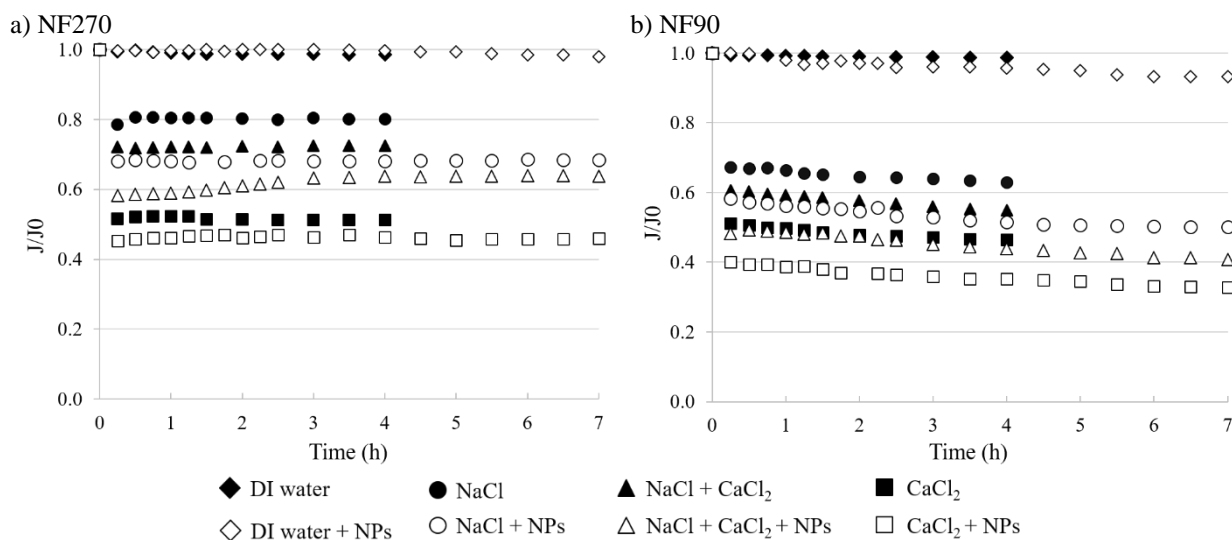 a) NF270
b) NF90
1.0
0.8
0.6
0.4
0.2
0.0
J/J0
0 1 2 3 4 5 6 7
Time (h)
1.0
0.8
0.6
0.4
0.2
0.0
J/J0
0 1 2 3 4 5 6 7
Time (h)
DI water NaCl NaCl + CaCl₂ CaCl₂
DI water + NPs NaCl + NPs NaCl + CaCl₂ + NPs CaCl₂ + NPs